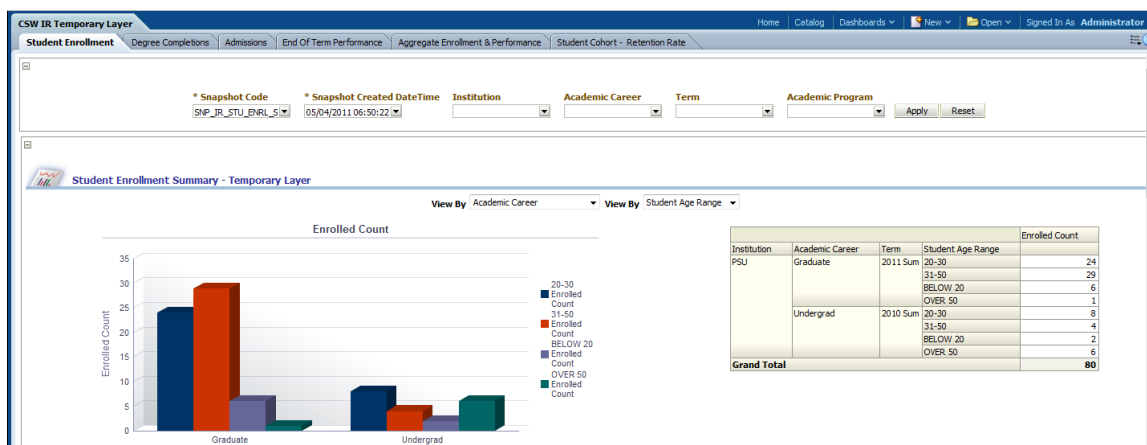 CSW IR Temporary Layer
Home Catalog Dashboards New Open Signed In As Administrator
Student Enrollment Degree Completions Admissions End Of Term Performance Aggregate Enrollment & Performance Student Cohort - Retention Rate
* Snapshot Code * Snapshot Created DateTime Institution Academic Career Term Academic Program
SNP_IR_STU_ENRL_S 05/04/2011 06:50:22 Apply Reset
Student Enrollment Summary - Temporary Layer
View By Academic Career View By Student Age Range
Enrolled Count
Enrolled Count
35
30
25
20
15
10
5
0
Graduate Undergrad
20-30
Enrolled
Count
31-50
Enrolled
Count
BELOW 20
Enrolled
Count
OVER 50
Enrolled
Count
Enrolled Count
Institution Academic Career Term Student Age Range
PSU Graduate 2011 Sum 20-30 24
31-50 29
BELOW 20 6
OVER 50 1
Undergrad 2010 Sum 20-30 8
31-50 4
BELOW 20 2
OVER 50 6
Grand Total 80